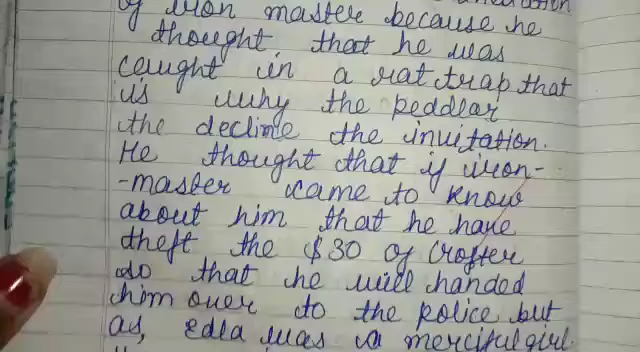 of iron master because he
thought that he was
caught in a rat trap that
is why the peddlar
the decline the invitation.
He thought that if iron-
-master came to know
about him that he have
theft the $30 of Crofter
so that he will handed
him over to the police but
as, Edla was a merciful girl.